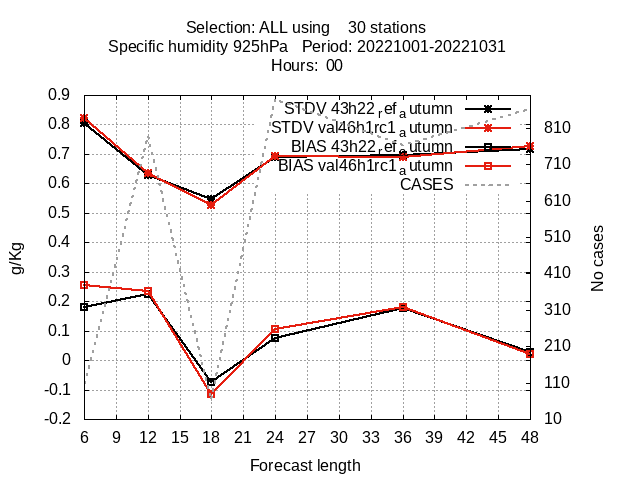 Selection: ALL using    30 stations
Specific humidity 925hPa   Period: 20221001-20221031
Hours:  00
0.9
0.8
0.7
0.6
0.5
0.4
0.3
0.2
0.1
0
-0.1
-0.2
g/Kg
STDV 43h22_ref_autumn
STDV val46h1rc1_autumn
BIAS 43h22_ref_autumn
BIAS val46h1rc1_autumn
CASES
810
710
610
510
410
310
210
110
10
No cases
6 9 12 15 18 21 24 27 30 33 36 39 42 45 48
Forecast length